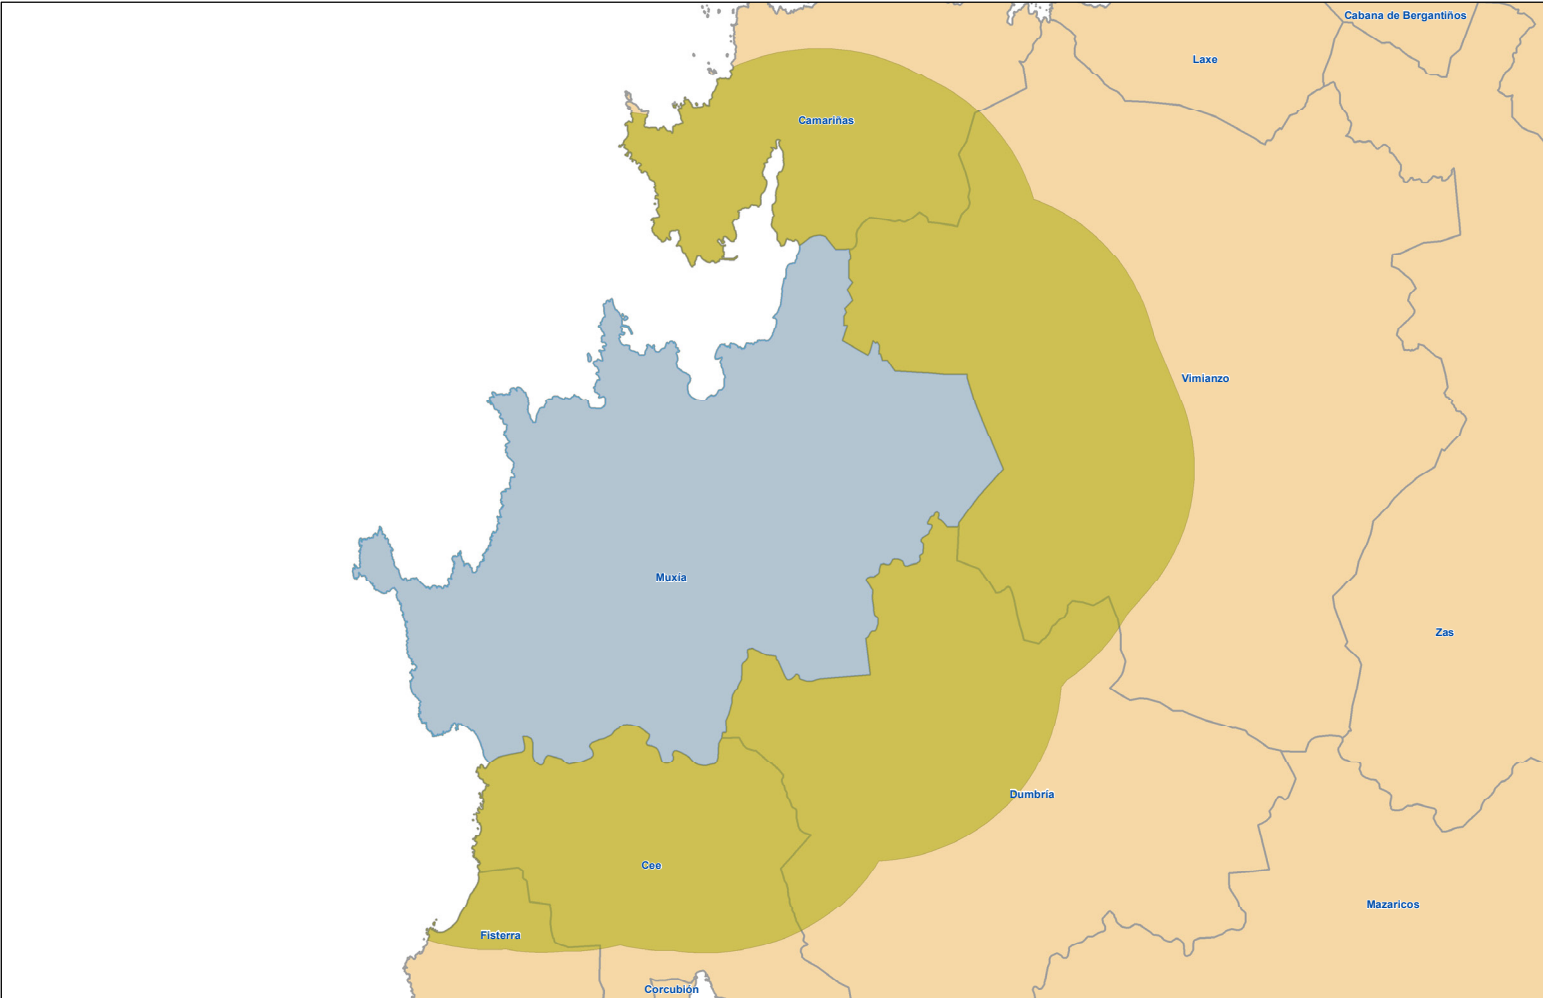 Cabana de Bergantiños
Laxe
Camariñas
Vimianzo
Muxía
Zas
Dumbría
Cee
Mazaricos
Fisterra
Corcubión